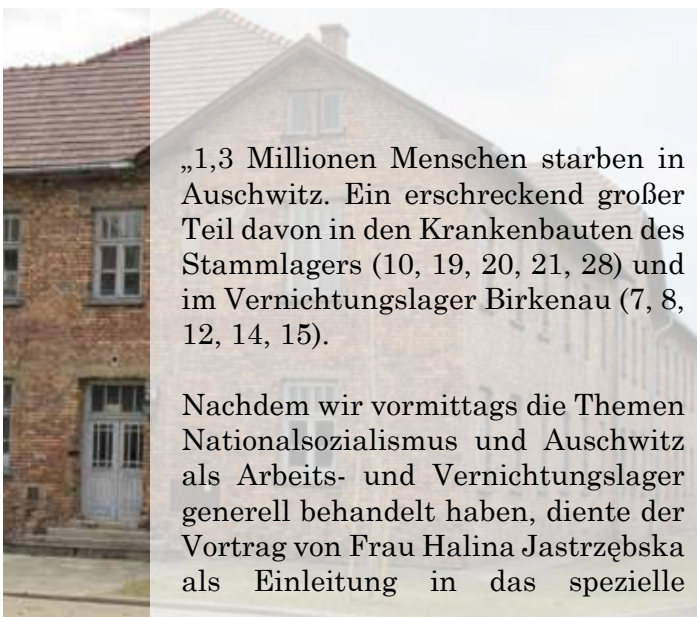 „1,3 Millionen Menschen starben in
Auschwitz. Ein erschreckend großer
Teil davon in den Krankenbauten des
Stammlagers (10, 19, 20, 21, 28) und
im Vernichtungslager Birkenau (7, 8,
12, 14, 15).
Nachdem wir vormittags die Themen
Nationalsozialismus und Auschwitz
als Arbeits- und Vernichtungslager
generell behandelt haben, diente der
Vortrag von Frau Halina Jastrzębska
als Einleitung in das spezielle